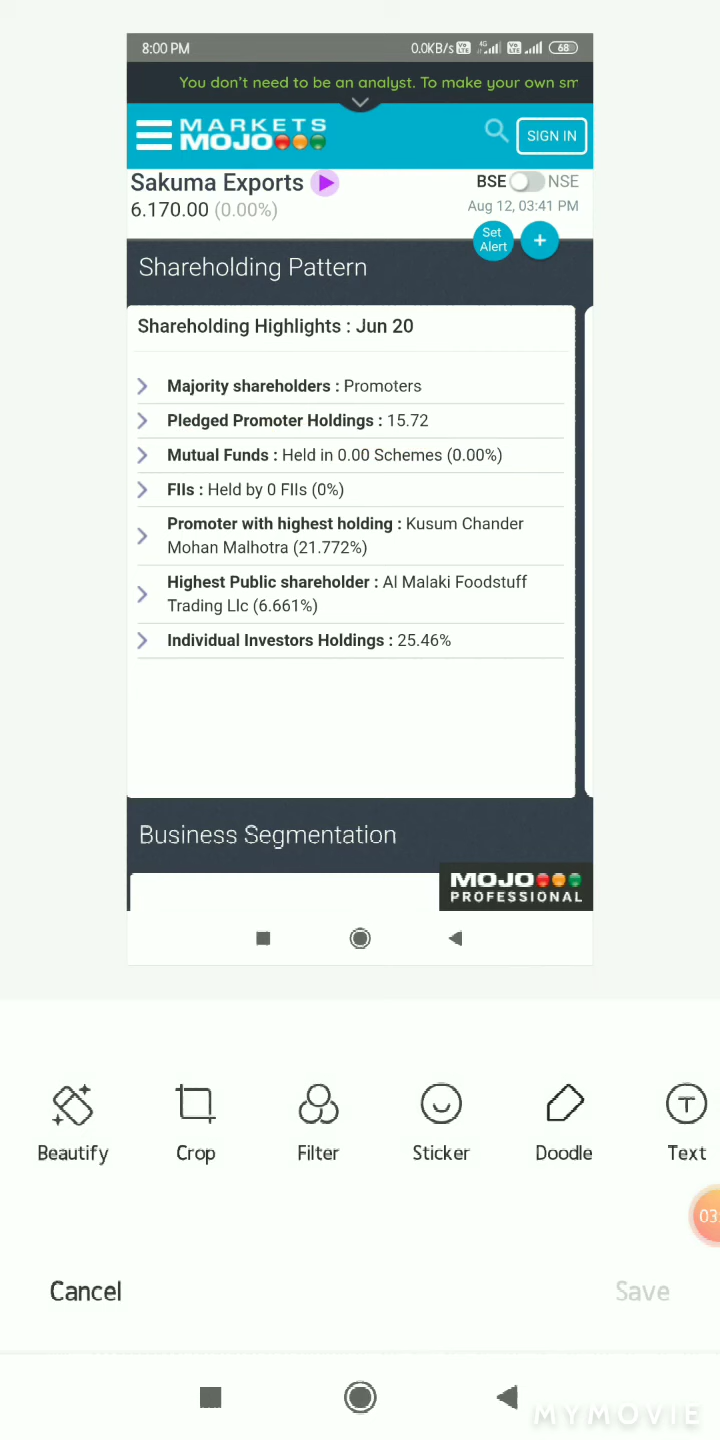 8:00 PM 0.0KB/s 4G 68
You don't need to be an analyst. To make your own sm
MARKETS
MOJO
SIGN IN
Sakuma Exports BSE NSE
6.170.00 (0.00%) Aug 12, 03:41 PM
Set
Alert +
Shareholding Pattern
Shareholding Highlights : Jun 20
Majority shareholders : Promoters
Pledged Promoter Holdings : 15.72
Mutual Funds : Held in 0.00 Schemes (0.00%)
FIIs : Held by 0 FIIs (0%)
Promoter with highest holding : Kusum Chander
Mohan Malhotra (21.772%)
Highest Public shareholder : Al Malaki Foodstuff
Trading Llc (6.661%)
Individual Investors Holdings : 25.46%
Business Segmentation
MOJO
PROFESSIONAL
Beautify Crop Filter Sticker Doodle Text
03:
Cancel Save
MYMOVIE